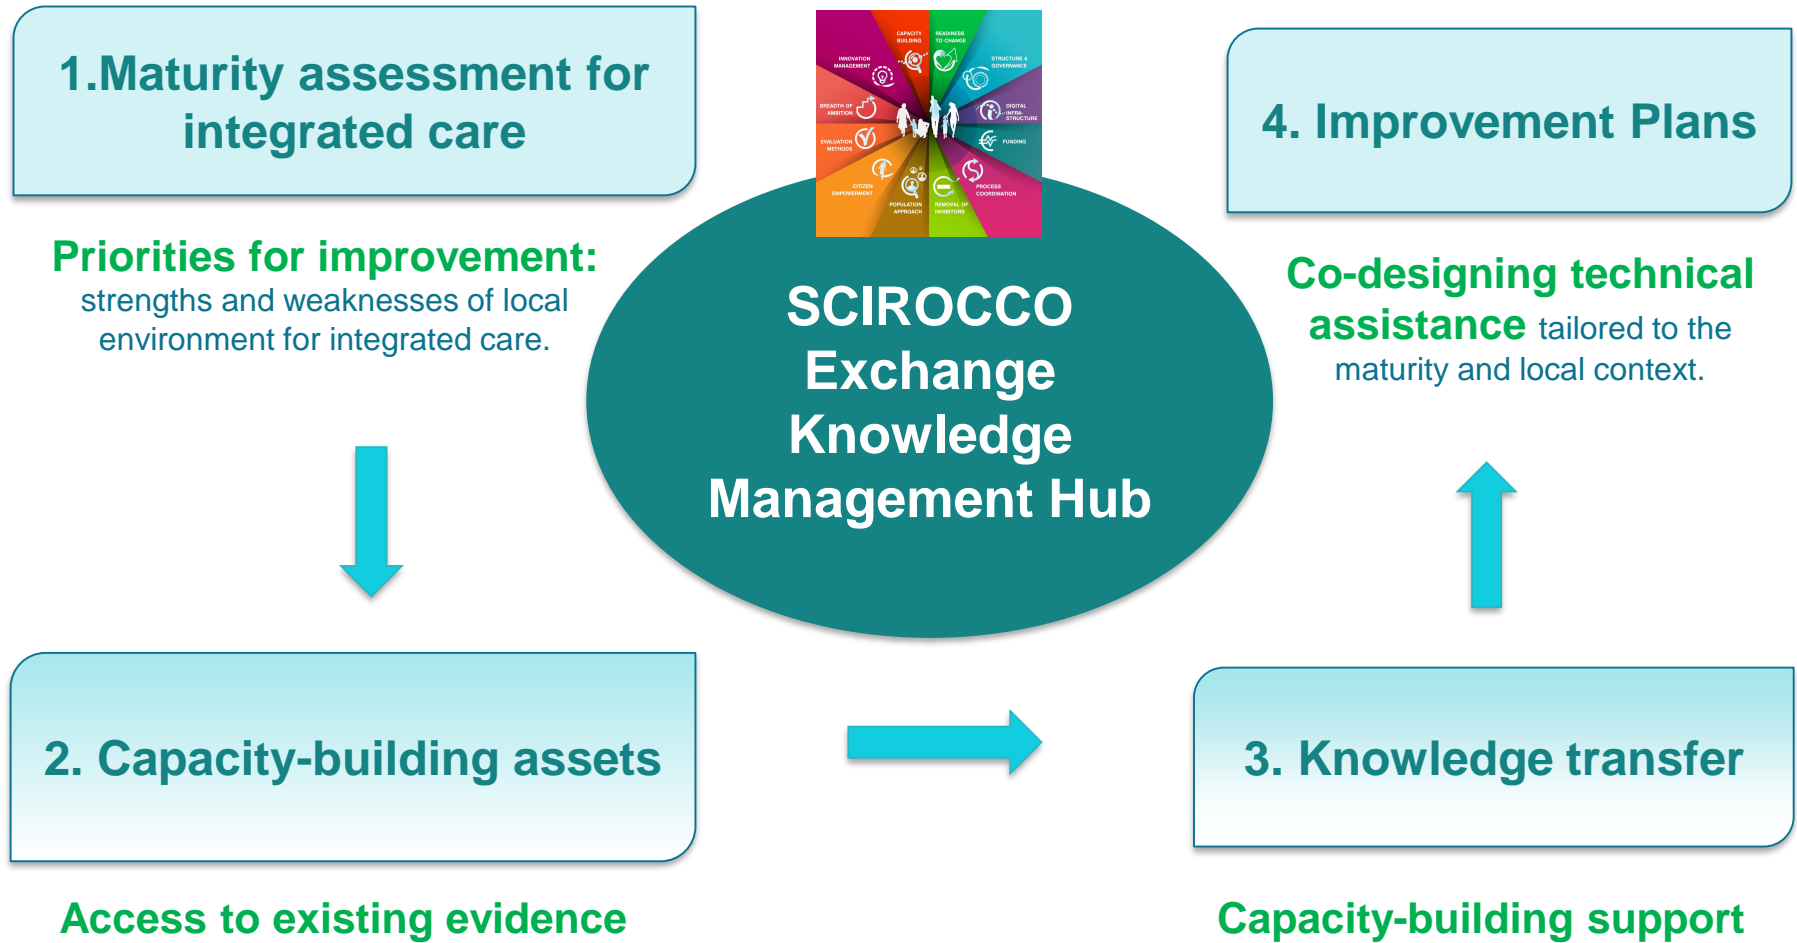 1.Maturity assessment for
integrated care
Priorities for improvement:
strengths and weaknesses of local
environment for integrated care.
CAPACITY
BUILDING
READINESS
TO CHANGE
INNOVATION
MANAGEMENT
STRUCTURE &
GOVERNANCE
BREADTH OF
AMBITION
DIGITAL
INFRA-
STRUCTURE
EVALUATION
METHODS
FUNDING
CITIZEN
EMPOWERMENT
PROCESS
COORDINATION
POPULATION
APPROACH
REMOVAL OF
INHIBITORS
SCIROCCO
Exchange
Knowledge
Management Hub
4. Improvement Plans
Co-designing technical
assistance tailored to the
maturity and local context.
2. Capacity-building assets
Access to existing evidence
3. Knowledge transfer
Capacity-building support